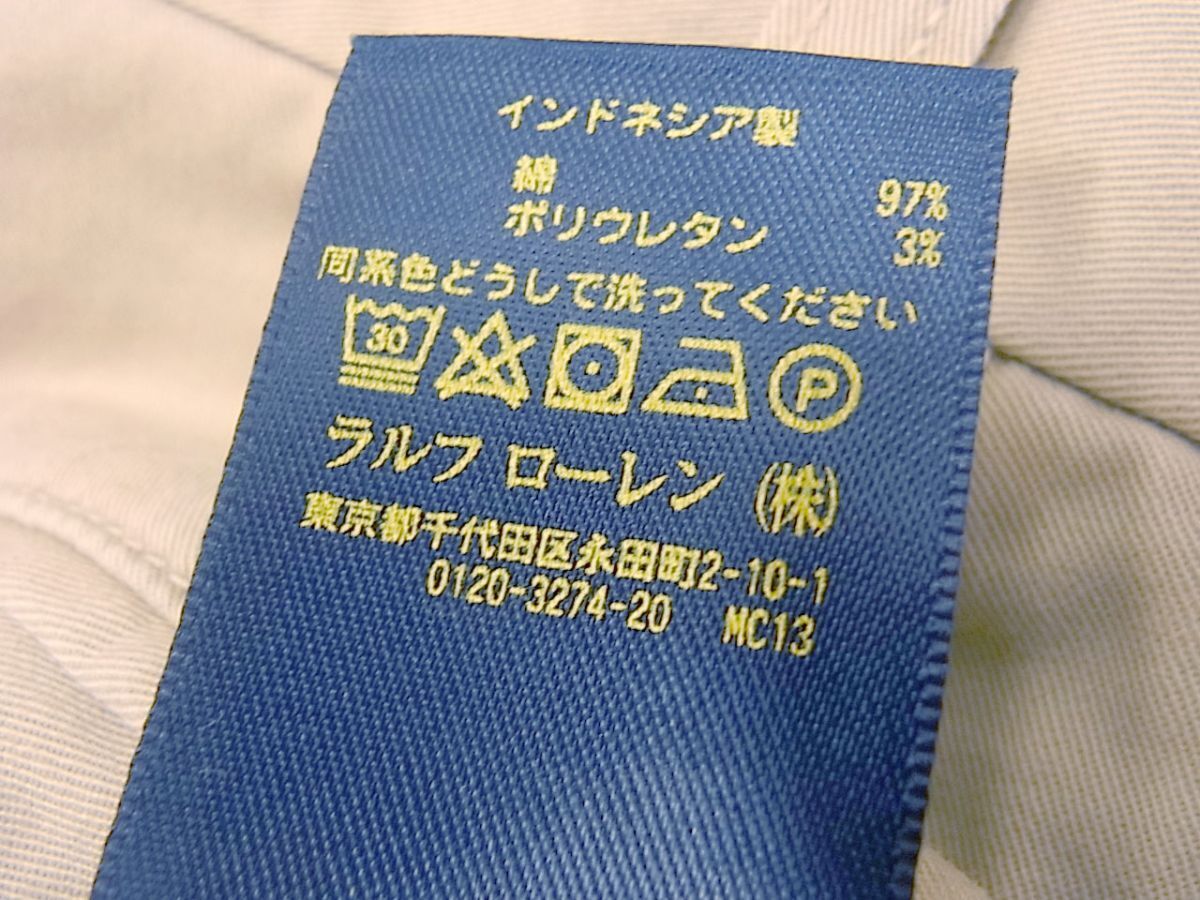 インドネシア製
綿 97%
ポリウレタン 3%
同系色どうしで洗ってください
30 P
ラルフ ローレン (株)
東京都千代田区永田町2-10-1
0120-3274-20 MC13